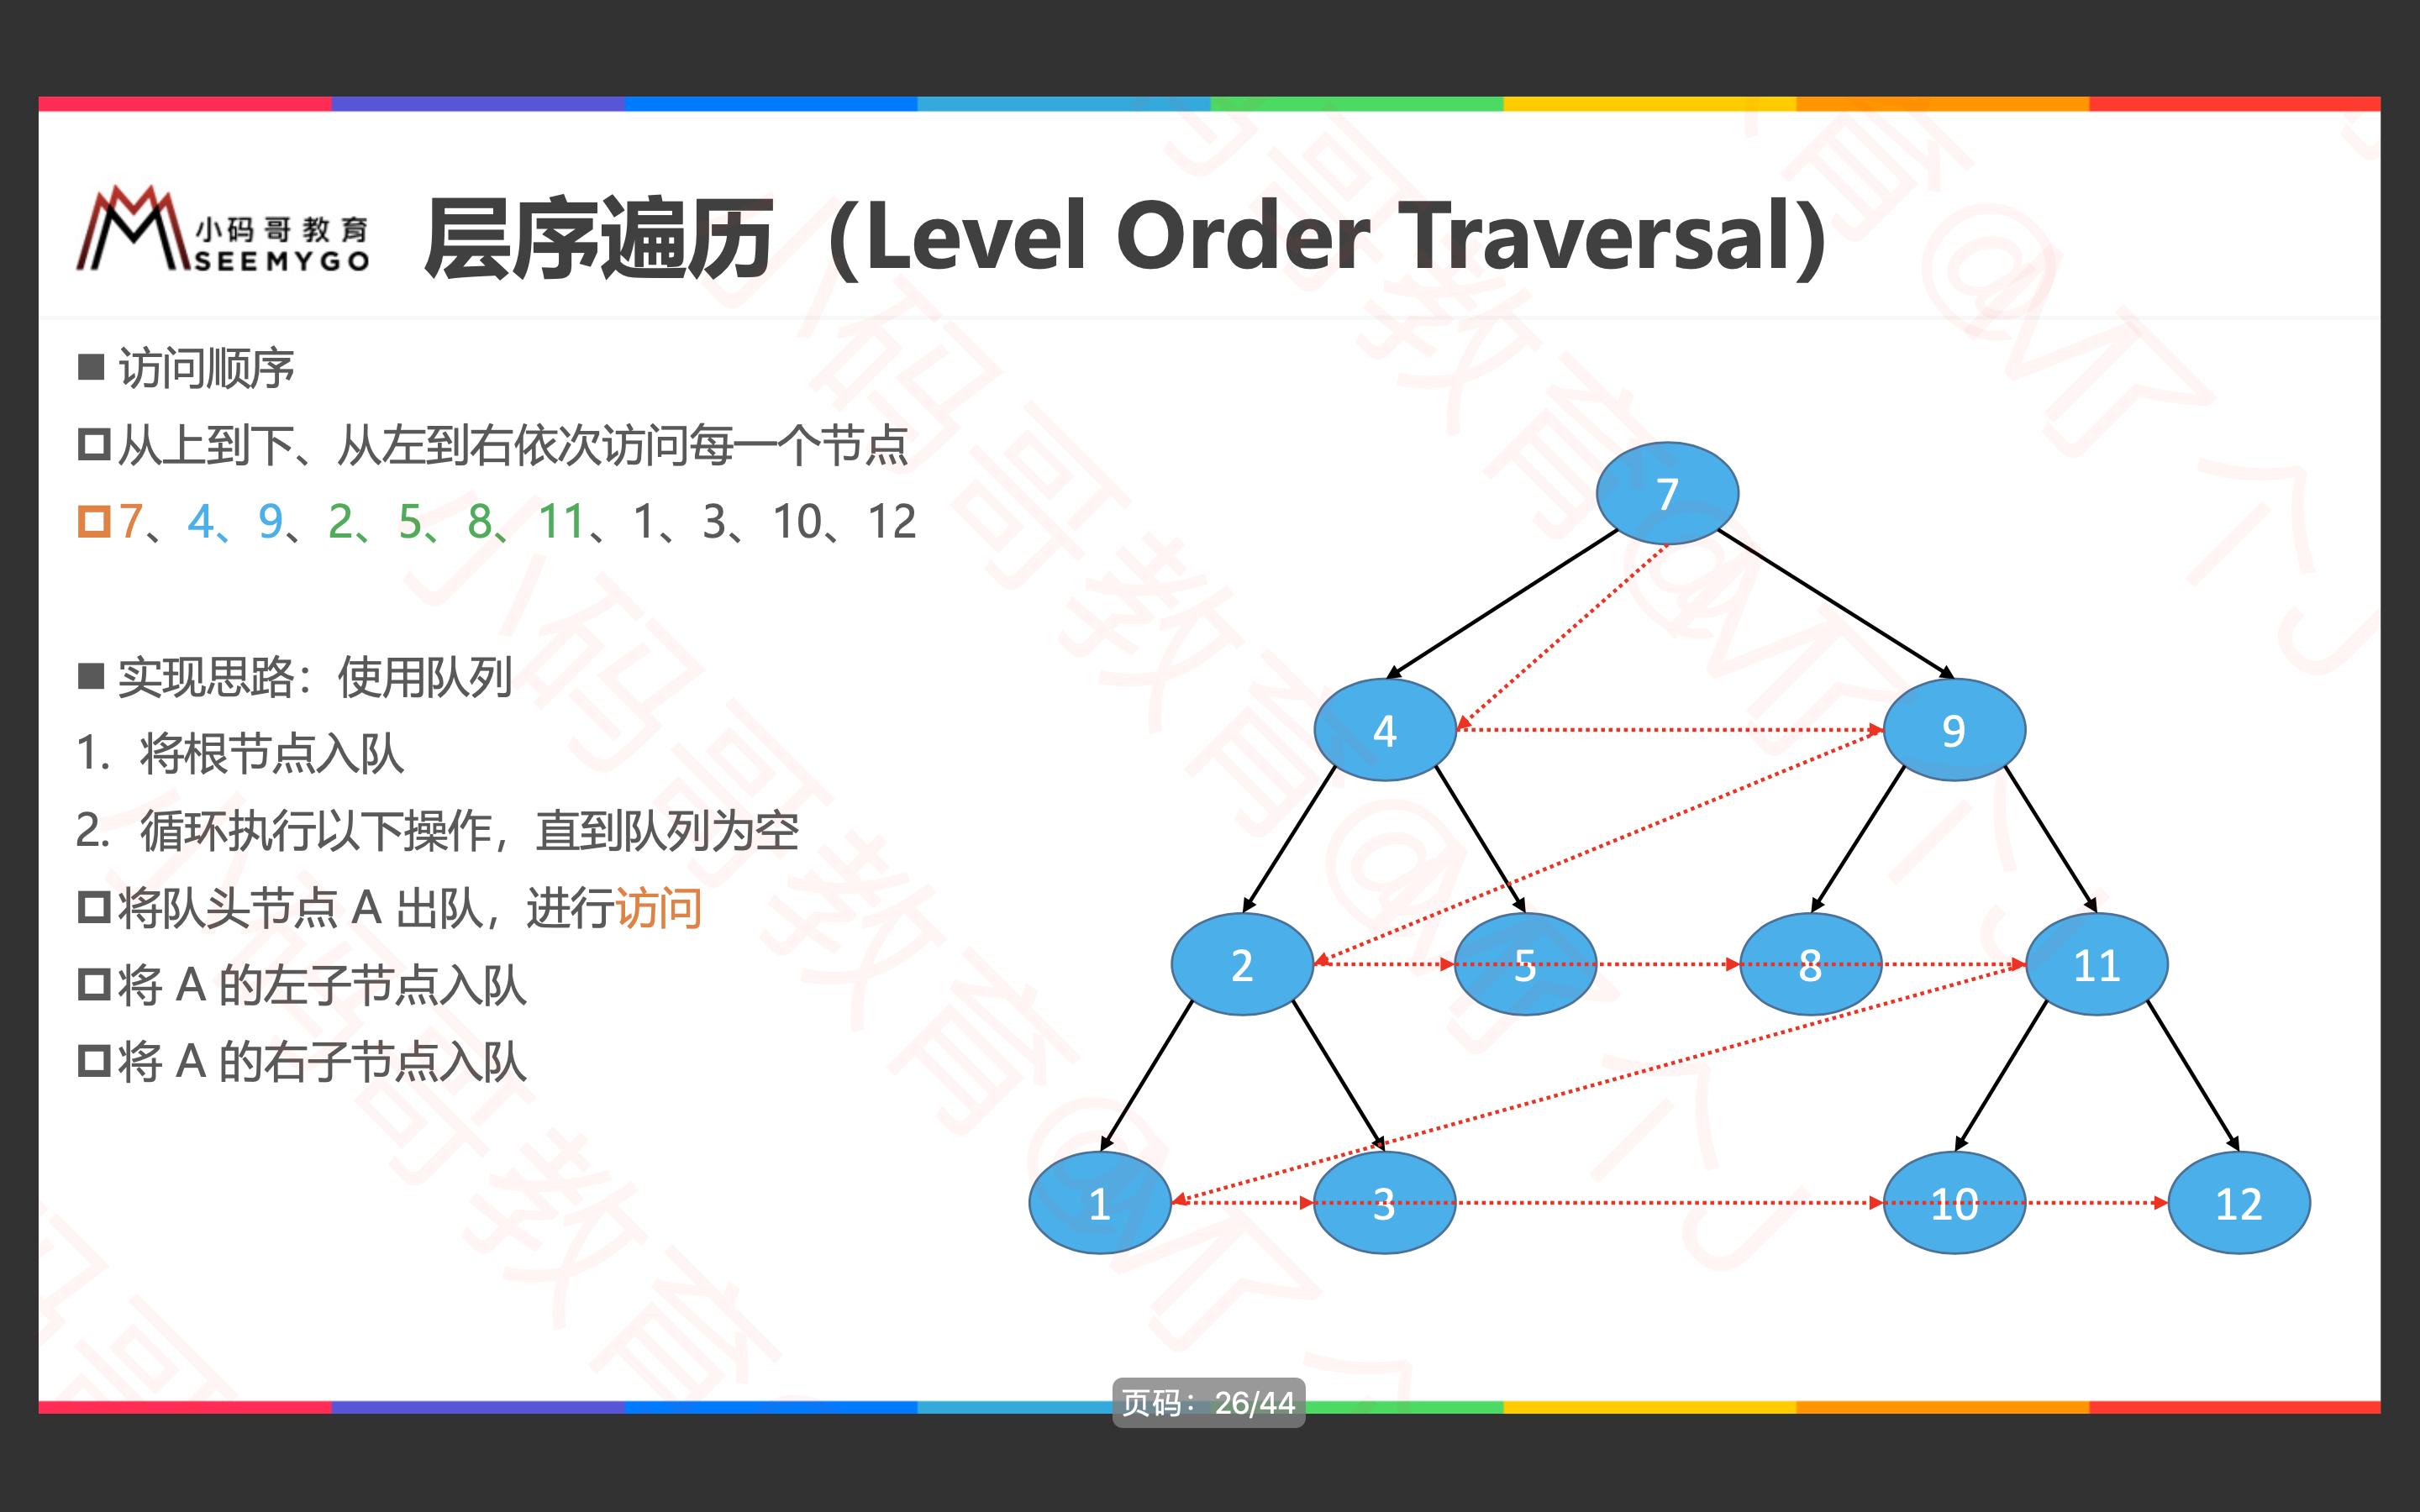 小码哥教育
SEEMYGO
层序遍历（Level Order Traversal）
■ 访问顺序
从上到下、从左到右依次访问每一个节点
7、4、9、2、5、8、11、1、3、10、12
■ 实现思路：使用队列
1. 将根节点入队
2. 循环执行以下操作，直到队列为空
将队头节点 A 出队，进行访问
将 A 的左子节点入队
将 A 的右子节点入队
7
4 9
2 5 8 11
1 3 10 12
页码：26/44